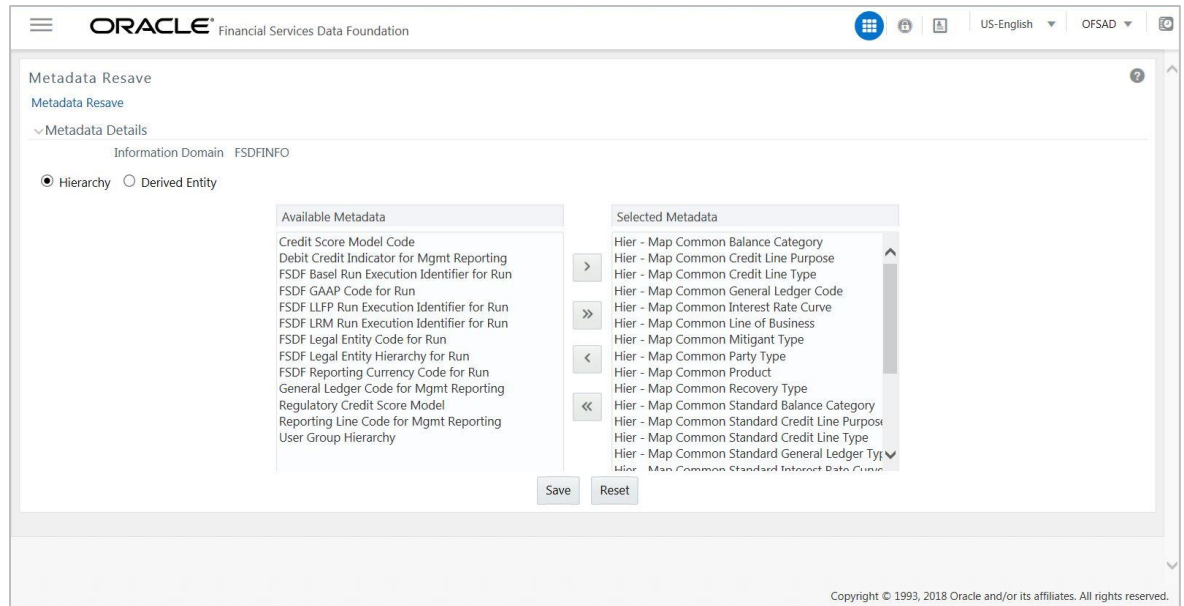 ORACLE® Financial Services Data Foundation
US-English
OFSAD
Metadata Resave
Metadata Resave
Metadata Details
Information Domain FSDFINFO
Hierarchy Derived Entity
Available Metadata
Credit Score Model Code
Debit Credit Indicator for Mgmt Reporting
FSDF Basel Run Execution Identifier for Run
FSDF GAAP Code for Run
FSDF LLFP Run Execution Identifier for Run
FSDF LRM Run Execution Identifier for Run
FSDF Legal Entity Code for Run
FSDF Legal Entity Hierarchy for Run
FSDF Reporting Currency Code for Run
General Ledger Code for Mgmt Reporting
Regulatory Credit Score Model
Reporting Line Code for Mgmt Reporting
User Group Hierarchy
Selected Metadata
Hier - Map Common Balance Category
Hier - Map Common Credit Line Purpose
Hier - Map Common Credit Line Type
Hier - Map Common General Ledger Code
Hier - Map Common Interest Rate Curve
Hier - Map Common Line of Business
Hier - Map Common Mitigant Type
Hier - Map Common Party Type
Hier - Map Common Product
Hier - Map Common Recovery Type
Hier - Map Common Standard Balance Category
Hier - Map Common Standard Credit Line Purpose
Hier - Map Common Standard Credit Line Type
Hier - Map Common Standard General Ledger Typ
Hier - Map Common Standard Interest Rate Curve
Save Reset
Copyright © 1993, 2018 Oracle and/or its affiliates. All rights reserved.